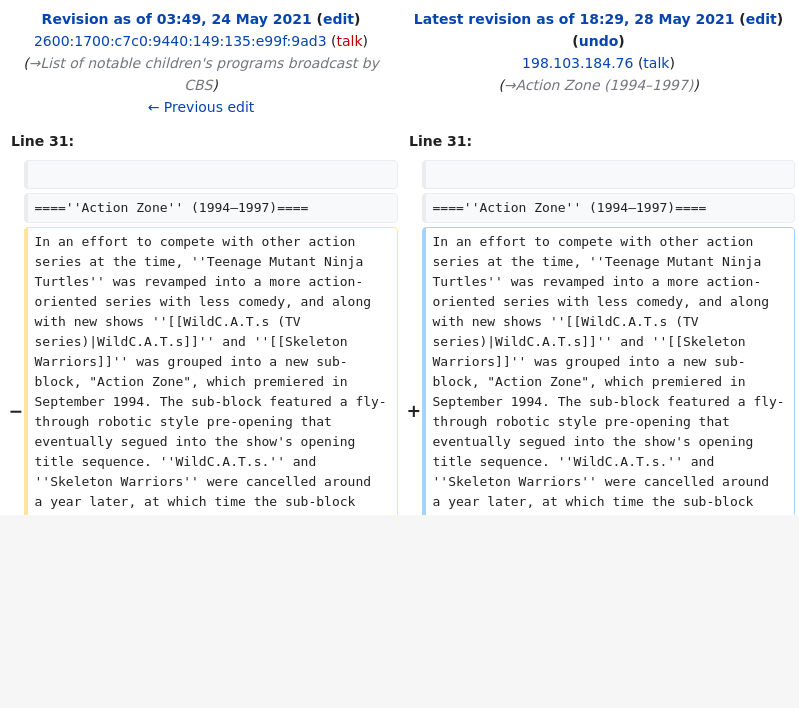 Revision as of 03:49, 24 May 2021 (edit)
2600:1700:c7c0:9440:149:135:e99f:9ad3 (talk)
(→List of notable children's programs broadcast by
CBS)
← Previous edit
Latest revision as of 18:29, 28 May 2021 (edit)
(undo)
198.103.184.76 (talk)
(→Action Zone (1994–1997))
Line 31:
Line 31:
====''Action Zone'' (1994–1997)====
====''Action Zone'' (1994–1997)====
−
In an effort to compete with other action
series at the time, ''Teenage Mutant Ninja
Turtles'' was revamped into a more action-
oriented series with less comedy, and along
with new shows ''[[WildC.A.T.s (TV
series)|WildC.A.T.s]]'' and ''[[Skeleton
Warriors]]'' was grouped into a new sub-
block, "Action Zone", which premiered in
September 1994. The sub-block featured a fly-
through robotic style pre-opening that
eventually segued into the show's opening
title sequence. ''WildC.A.T.s.'' and
''Skeleton Warriors'' were cancelled around
a year later, at which time the sub-block
+
In an effort to compete with other action
series at the time, ''Teenage Mutant Ninja
Turtles'' was revamped into a more action-
oriented series with less comedy, and along
with new shows ''[[WildC.A.T.s (TV
series)|WildC.A.T.s]]'' and ''[[Skeleton
Warriors]]'' was grouped into a new sub-
block, "Action Zone", which premiered in
September 1994. The sub-block featured a fly-
through robotic style pre-opening that
eventually segued into the show's opening
title sequence. ''WildC.A.T.s.'' and
''Skeleton Warriors'' were cancelled around
a year later, at which time the sub-block